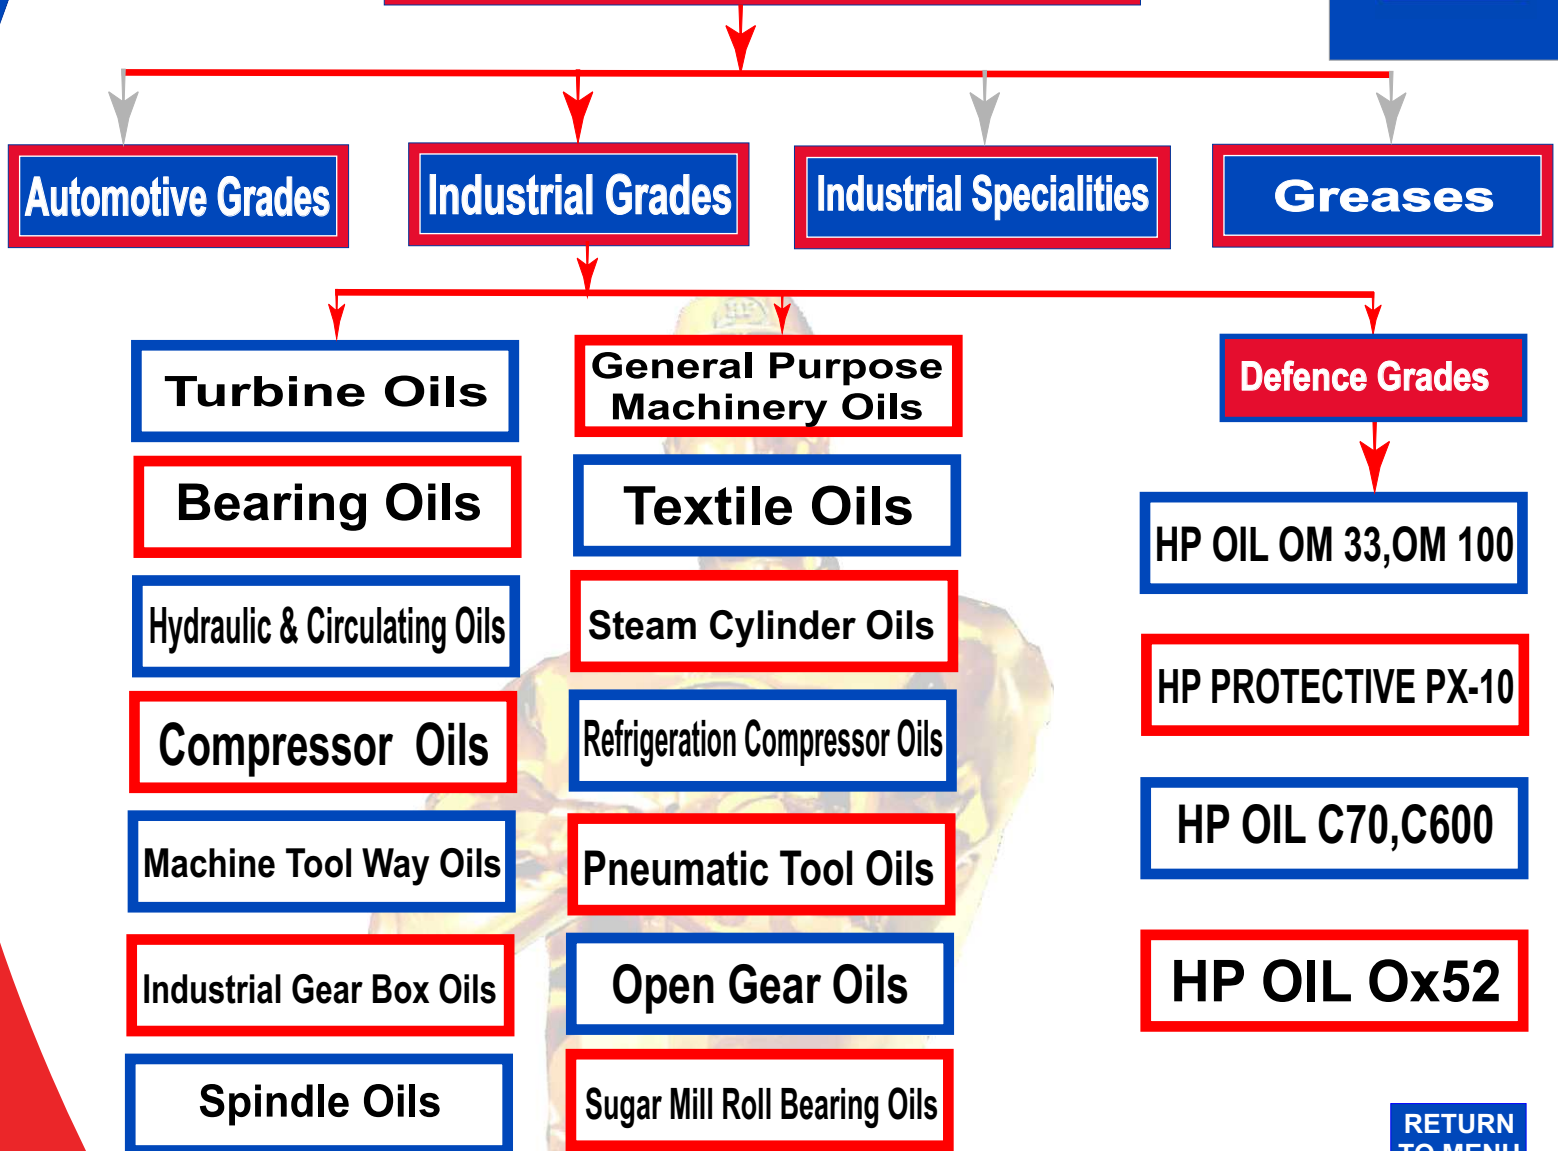 Automotive Grades
Industrial Grades
Industrial Specialities
Greases
Turbine Oils
Bearing Oils
Hydraulic & Circulating Oils
Compressor Oils
Machine Tool Way Oils
Industrial Gear Box Oils
Spindle Oils
General Purpose
Machinery Oils
Textile Oils
Steam Cylinder Oils
Refrigeration Compressor Oils
Pneumatic Tool Oils
Open Gear Oils
Sugar Mill Roll Bearing Oils
Defence Grades
HP OIL OM 33,OM 100
HP PROTECTIVE PX-10
HP OIL C70,C600
HP OIL Ox52
RETURN
TO MENU